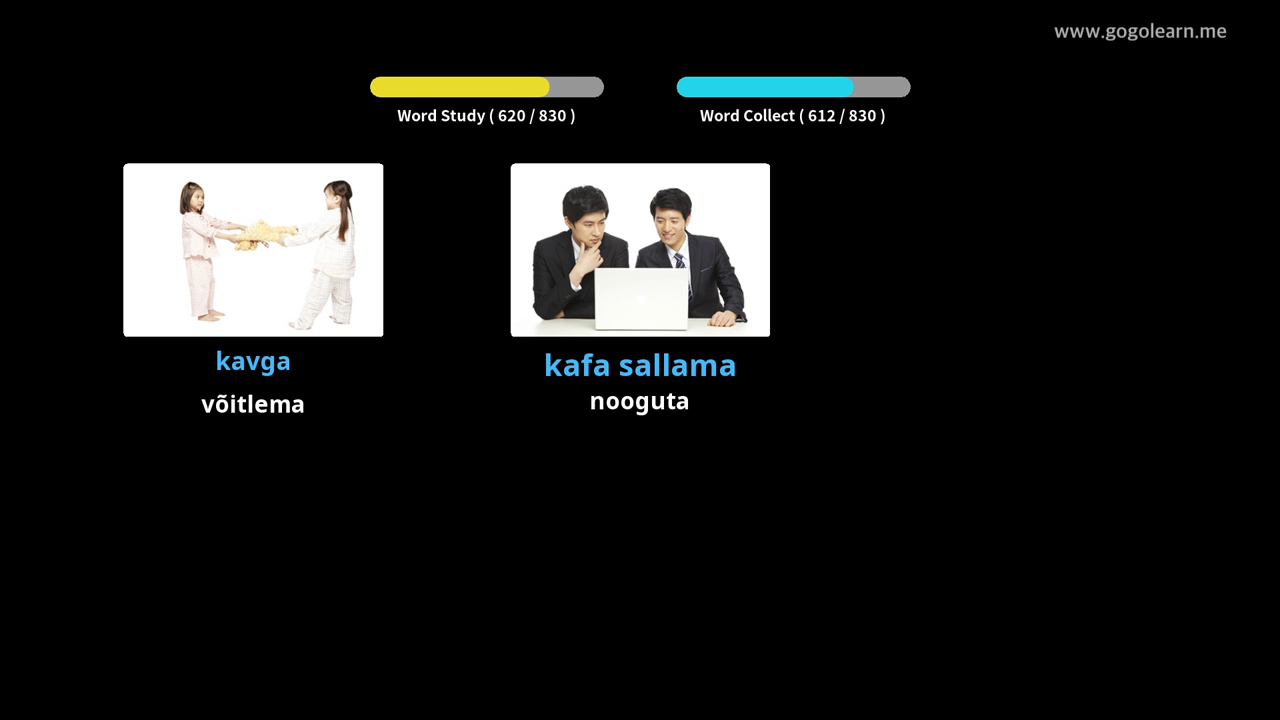 www.gogolearn.me
Word Study ( 620 / 830 )
Word Collect ( 612 / 830 )
kavga
võitlema
kafa sallama
nooguta